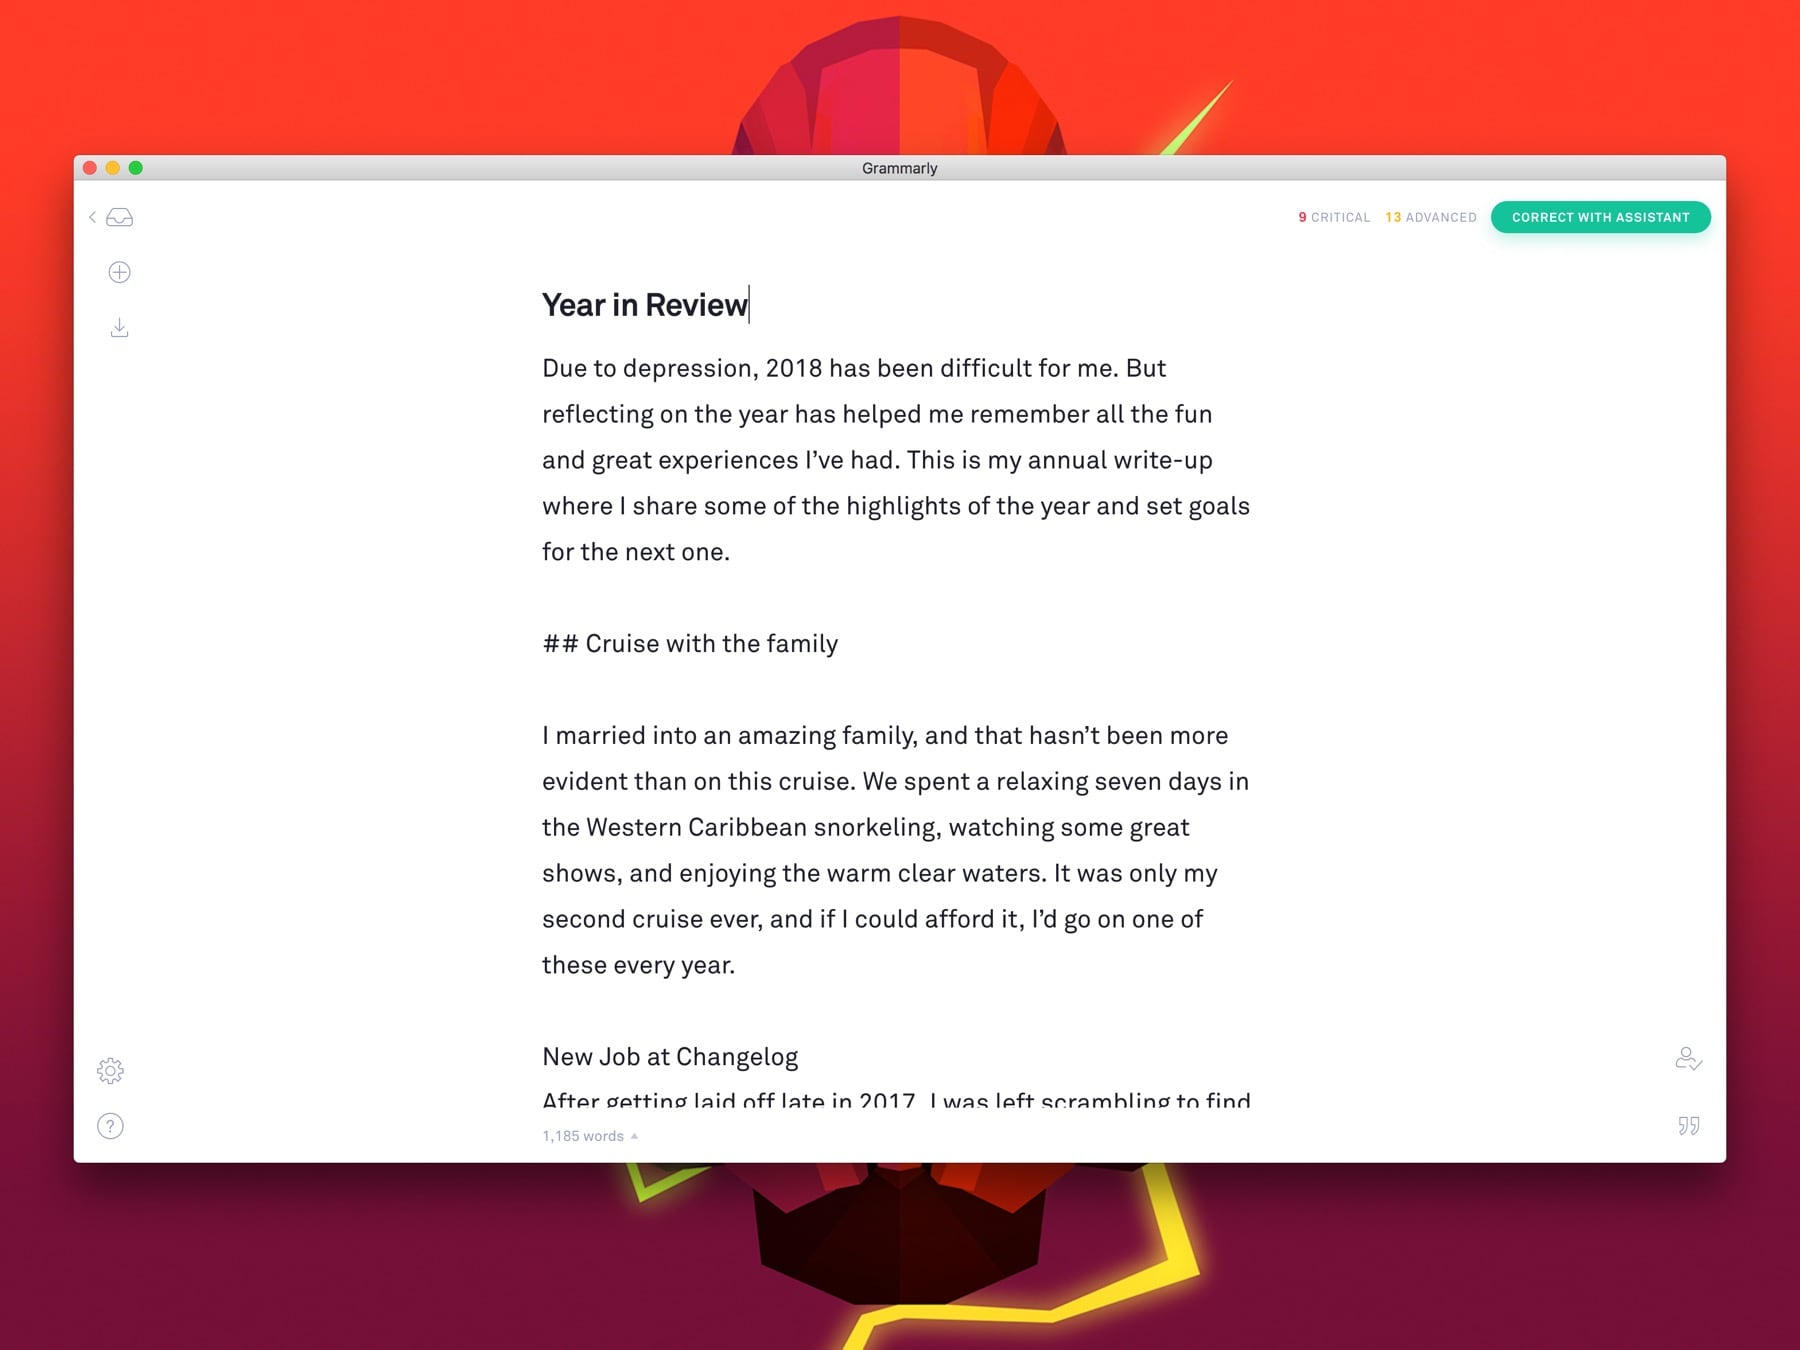 Grammarly
9 CRITICAL 13 ADVANCED CORRECT WITH ASSISTANT
Year in Review
Due to depression, 2018 has been difficult for me. But
reflecting on the year has helped me remember all the fun
and great experiences I’ve had. This is my annual write-up
where I share some of the highlights of the year and set goals
for the next one.
## Cruise with the family
I married into an amazing family, and that hasn’t been more
evident than on this cruise. We spent a relaxing seven days in
the Western Caribbean snorkeling, watching some great
shows, and enjoying the warm clear waters. It was only my
second cruise ever, and if I could afford it, I’d go on one of
these every year.
New Job at Changelog
After getting laid off late in 2017, I was left scrambling to find
1,185 words